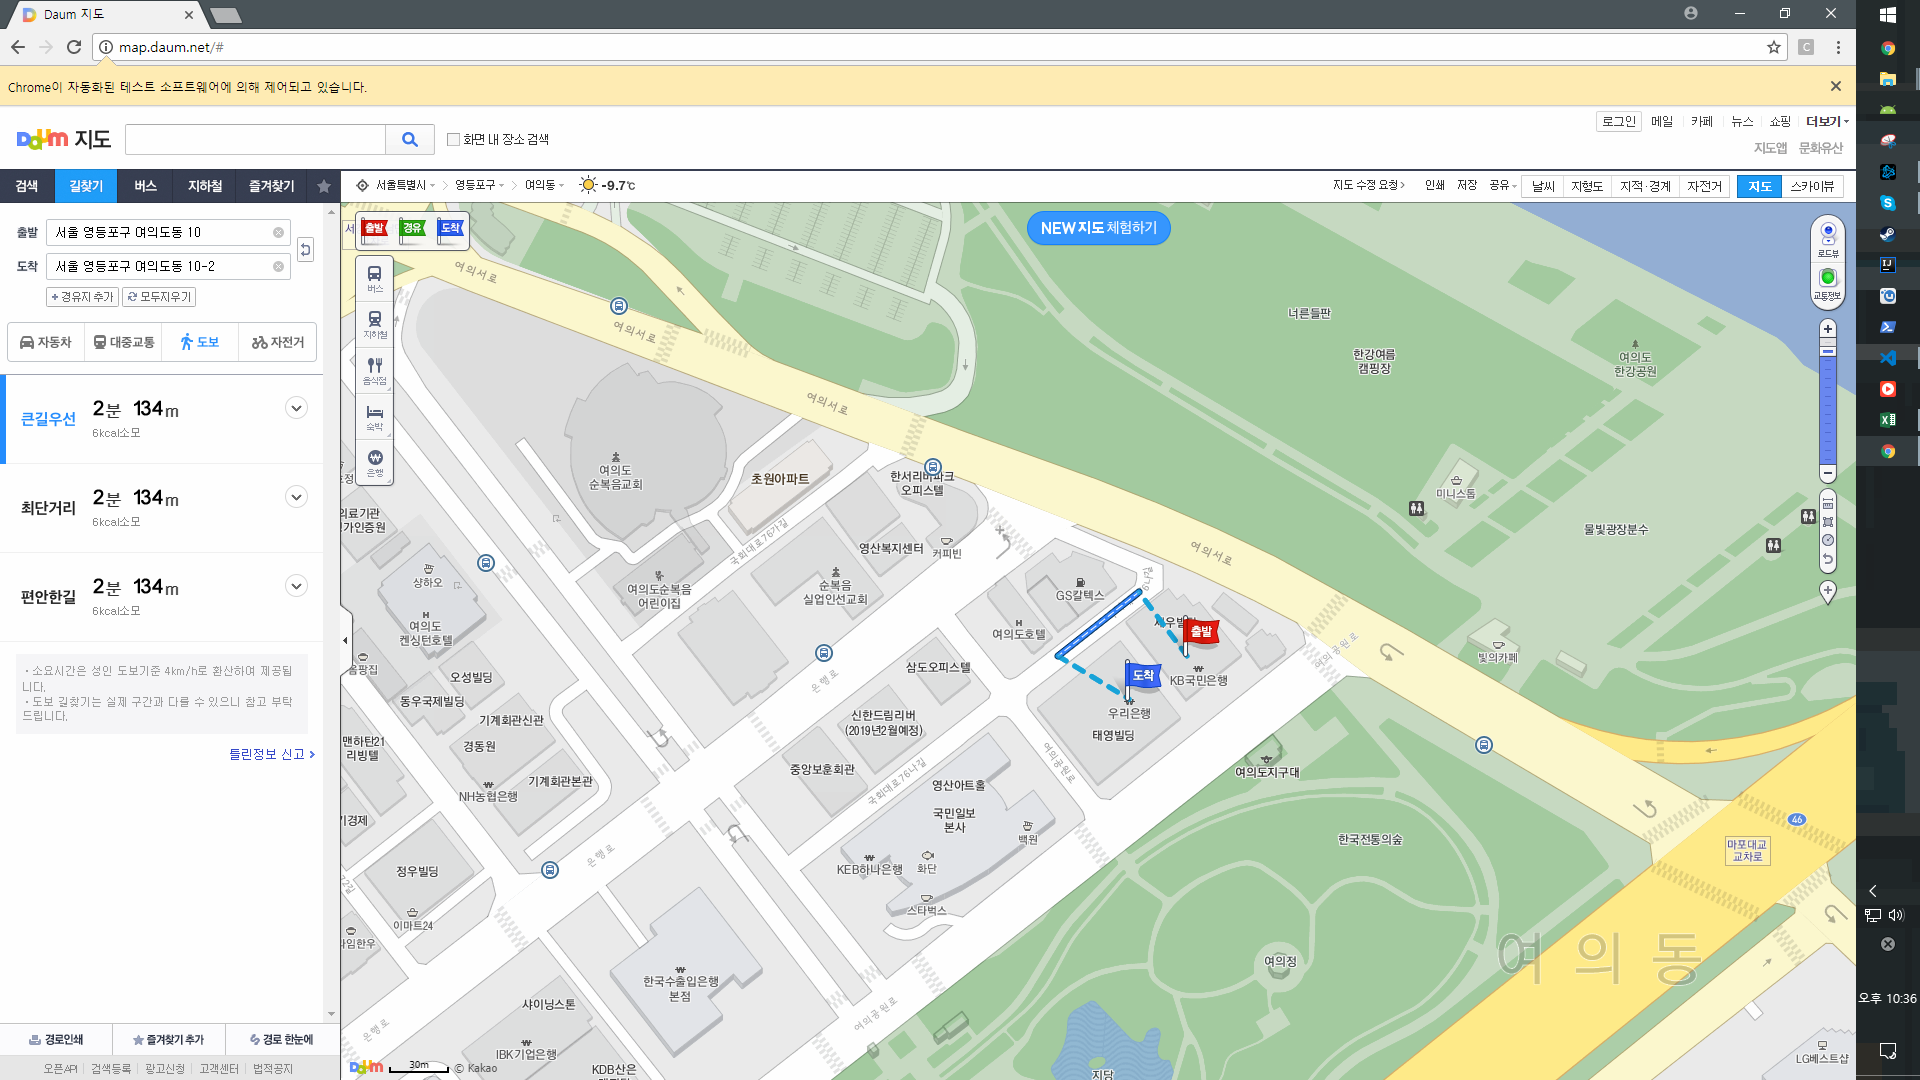 Daum 지도
map.daum.net/#
Chrome이 자동화된 테스트 소프트웨어에 의해 제어되고 있습니다.
로그인 메일 카페 뉴스 쇼핑 더보기
Daum 지도
화면 내 장소 검색
지도앱 문화유산
검색 길찾기 버스 지하철 즐겨찾기
서울특별시 영등포구 여의동 -9.7℃
지도 수정 요청 인쇄 저장 공유 날씨 지형도 지적·경계 자전거 지도 스카이뷰
출발 서울 영등포구 여의도동 10
도착 서울 영등포구 여의도동 10-2
+ 경유지 추가 모두지우기
자동차 대중교통 도보 자전거
큰길우선 2분 134m
6kcal소모
최단거리 2분 134m
6kcal소모
편안한길 2분 134m
6kcal소모
· 소요시간은 성인 도보기준 4km/h로 환산하여 제공됩
니다.
· 도보 길찾기는 실제 구간과 다를 수 있으니 참고 부탁
드립니다.
틀린정보 신고
경로인쇄 즐겨찾기 추가 경로 한눈에
오픈API 검색등록 광고신청 고객센터 법적공지
출발 경유 도착
버스
지하철
음식점
숙박
은행
NEW 지도 체험하기
로드뷰
교통정보
여의서로
여의서로
여의서로
여의서로
너른들판
한강여름
캠핑장
여의도
한강공원
미니스톱
물빛광장분수
빛의카페
여의도
순복음교회
초원아파트
한서리버파크
오피스텔
국회대로76가길
영산복지센터
커피빈
의료기관
가인증원
샹하오
여의도
켄싱턴호텔
여의도순복음
어린이집
순복음
실업인선교회
GS칼텍스
여의도호텔
출발
도착
KB국민은행
우리은행
태영빌딩
여의공원로
여의공원로
삼도오피스텔
은행로
오성빌딩
동우국제빌딩
기계회관신관
경동원
맨하탄21
리빙텔
기계회관본관
NH농협은행
신한드림리버
(2019년2월예정)
중앙보훈회관
국회대로76나길
영산아트홀
국민일보
본사
백원
KEB하나은행
화단
스타벅스
여의도지구대
한국전통의숲
46
마포대교
교차로
기경제
은행로
정우빌딩
이마트24
한국수출입은행
본점
샤이닝스톤
은행로
여의공원로
여의정
여의동
IBK기업은행
KDB산은
지당
LG베스트샵
Daum 30m © Kakao
오후 10:36